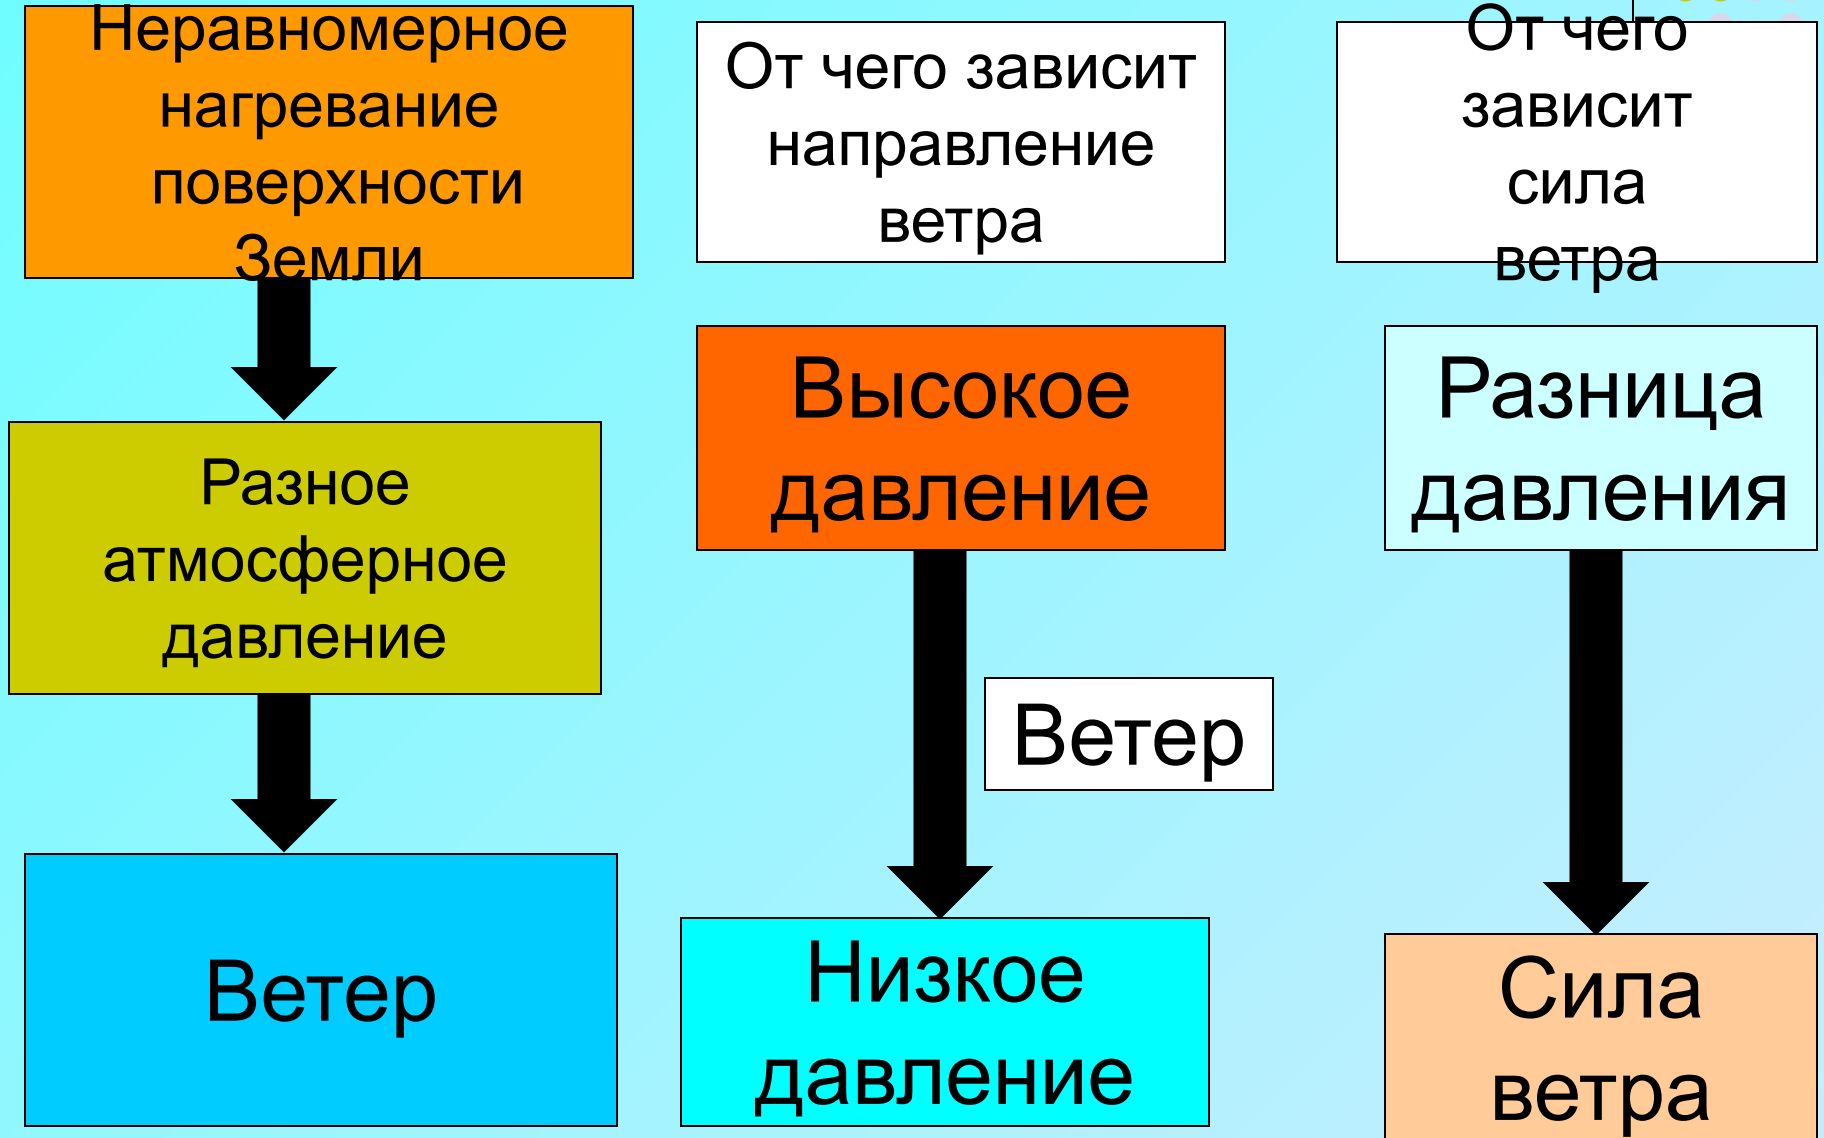 Неравномерное
нагревание
поверхности
Земли
Разное
атмосферное
давление
Ветер
От чего зависит
направление
ветра
Высокое
давление
Ветер
Низкое
давление
От чего
зависит
сила
ветра
Разница
давления
Сила
ветра